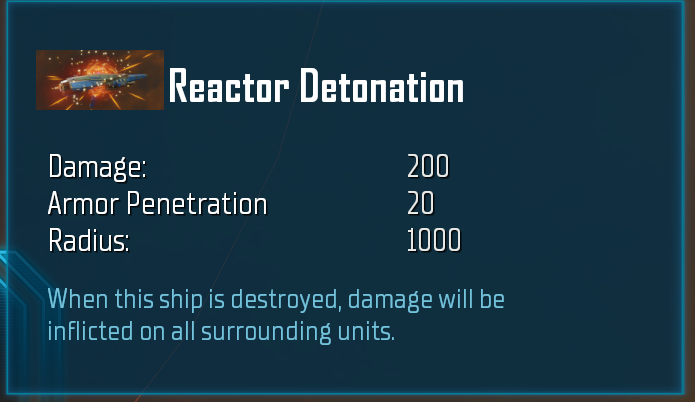 Reactor Detonation
Damage: 200
Armor Penetration 20
Radius: 1000
When this ship is destroyed, damage will be
inflicted on all surrounding units.